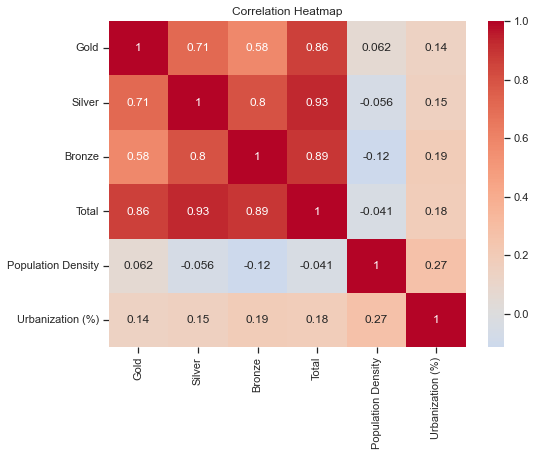 Correlation Heatmap
Gold 1 0.71 0.58 0.86 0.062 0.14
Silver 0.71 1 0.8 0.93 -0.056 0.15
Bronze 0.58 0.8 1 0.89 -0.12 0.19
Total 0.86 0.93 0.89 1 -0.041 0.18
Population Density 0.062 -0.056 -0.12 -0.041 1 0.27
Urbanization (%) 0.14 0.15 0.19 0.18 0.27 1
Gold
Silver
Bronze
Total
Population Density
Urbanization (%)
1.0
0.8
0.6
0.4
0.2
0.0